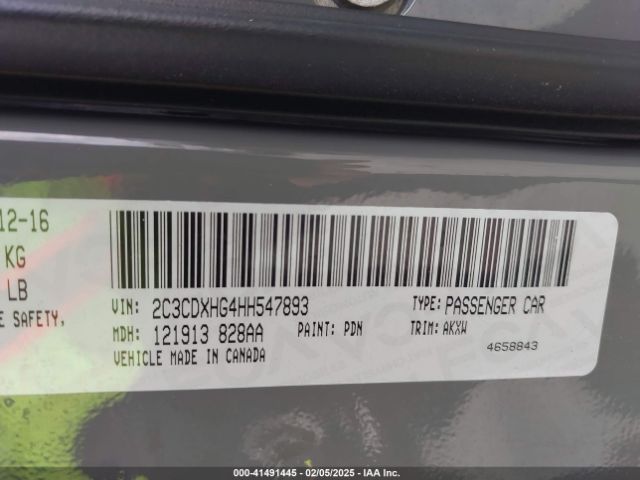 12-16
KG
LB
E SAFETY,
VIN: 2C3CDXHG4HH547893 TYPE: PASSENGER CAR
MDH: 121913 828AA PAINT: PDN TRIM: AKXW
VEHICLE MADE IN CANADA 4658843
000-41491445 - 02/05/2025 - IAA Inc.